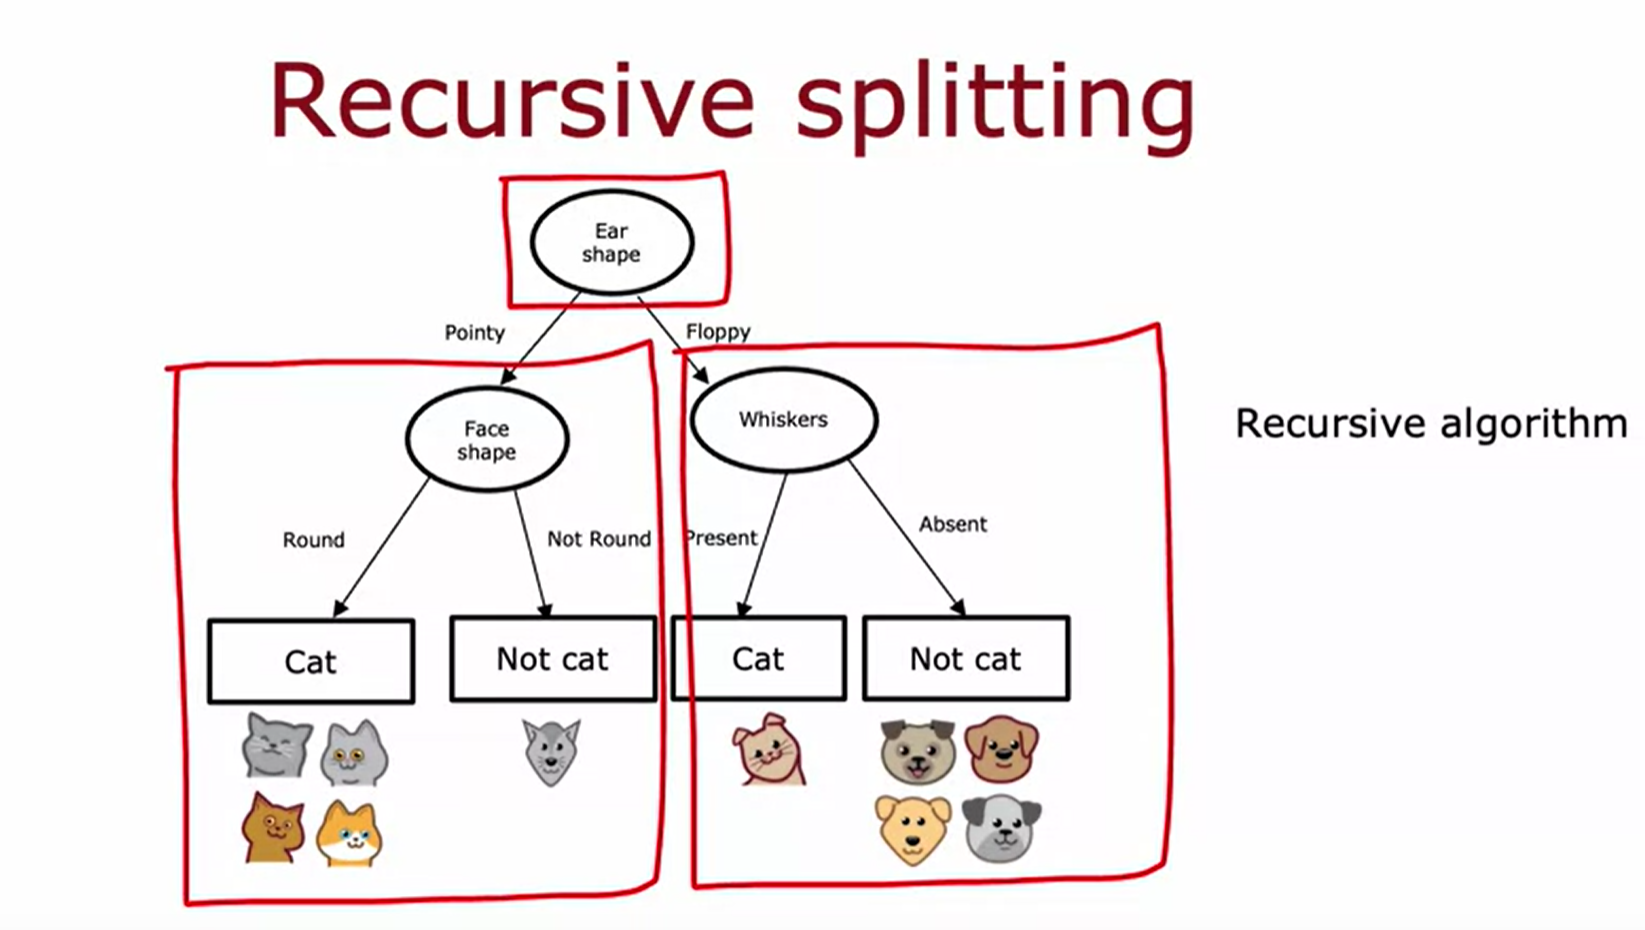 Recursive splitting
Ear
shape
Pointy
Floppy
Face
shape
Whiskers
Recursive algorithm
Round
Not Round
Present
Absent
Cat
Not cat
Cat
Not cat